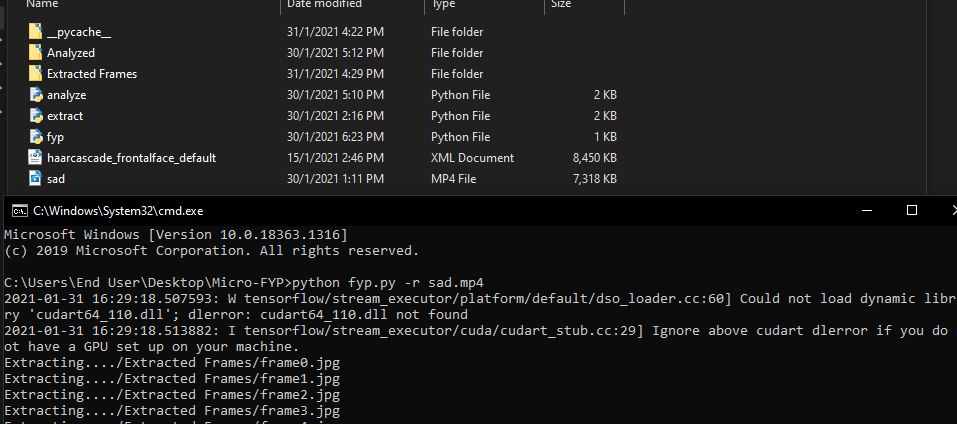 Name Date modified Type Size
__pycache__ 31/1/2021 4:22 PM File folder
Analyzed 30/1/2021 5:12 PM File folder
Extracted Frames 31/1/2021 4:29 PM File folder
analyze 30/1/2021 5:10 PM Python File 2 KB
extract 30/1/2021 2:16 PM Python File 2 KB
fyp 30/1/2021 6:23 PM Python File 1 KB
haarcascade_frontalface_default 15/1/2021 2:46 PM XML Document 8,450 KB
sad 30/1/2021 1:11 PM MP4 File 7,318 KB
C:\Windows\System32\cmd.exe
Microsoft Windows [Version 10.0.18363.1316]
(c) 2019 Microsoft Corporation. All rights reserved.
C:\Users\End User\Desktop\Micro-FYP>python fyp.py -r sad.mp4
2021-01-31 16:29:18.507593: W tensorflow/stream_executor/platform/default/dso_loader.cc:60] Could not load dynamic libr
ry 'cudart64_110.dll'; dlerror: cudart64_110.dll not found
2021-01-31 16:29:18.513882: I tensorflow/stream_executor/cuda/cudart_stub.cc:29] Ignore above cudart dlerror if you do
ot have a GPU set up on your machine.
Extracting..../Extracted Frames/frame0.jpg
Extracting..../Extracted Frames/frame1.jpg
Extracting..../Extracted Frames/frame2.jpg
Extracting..../Extracted Frames/frame3.jpg